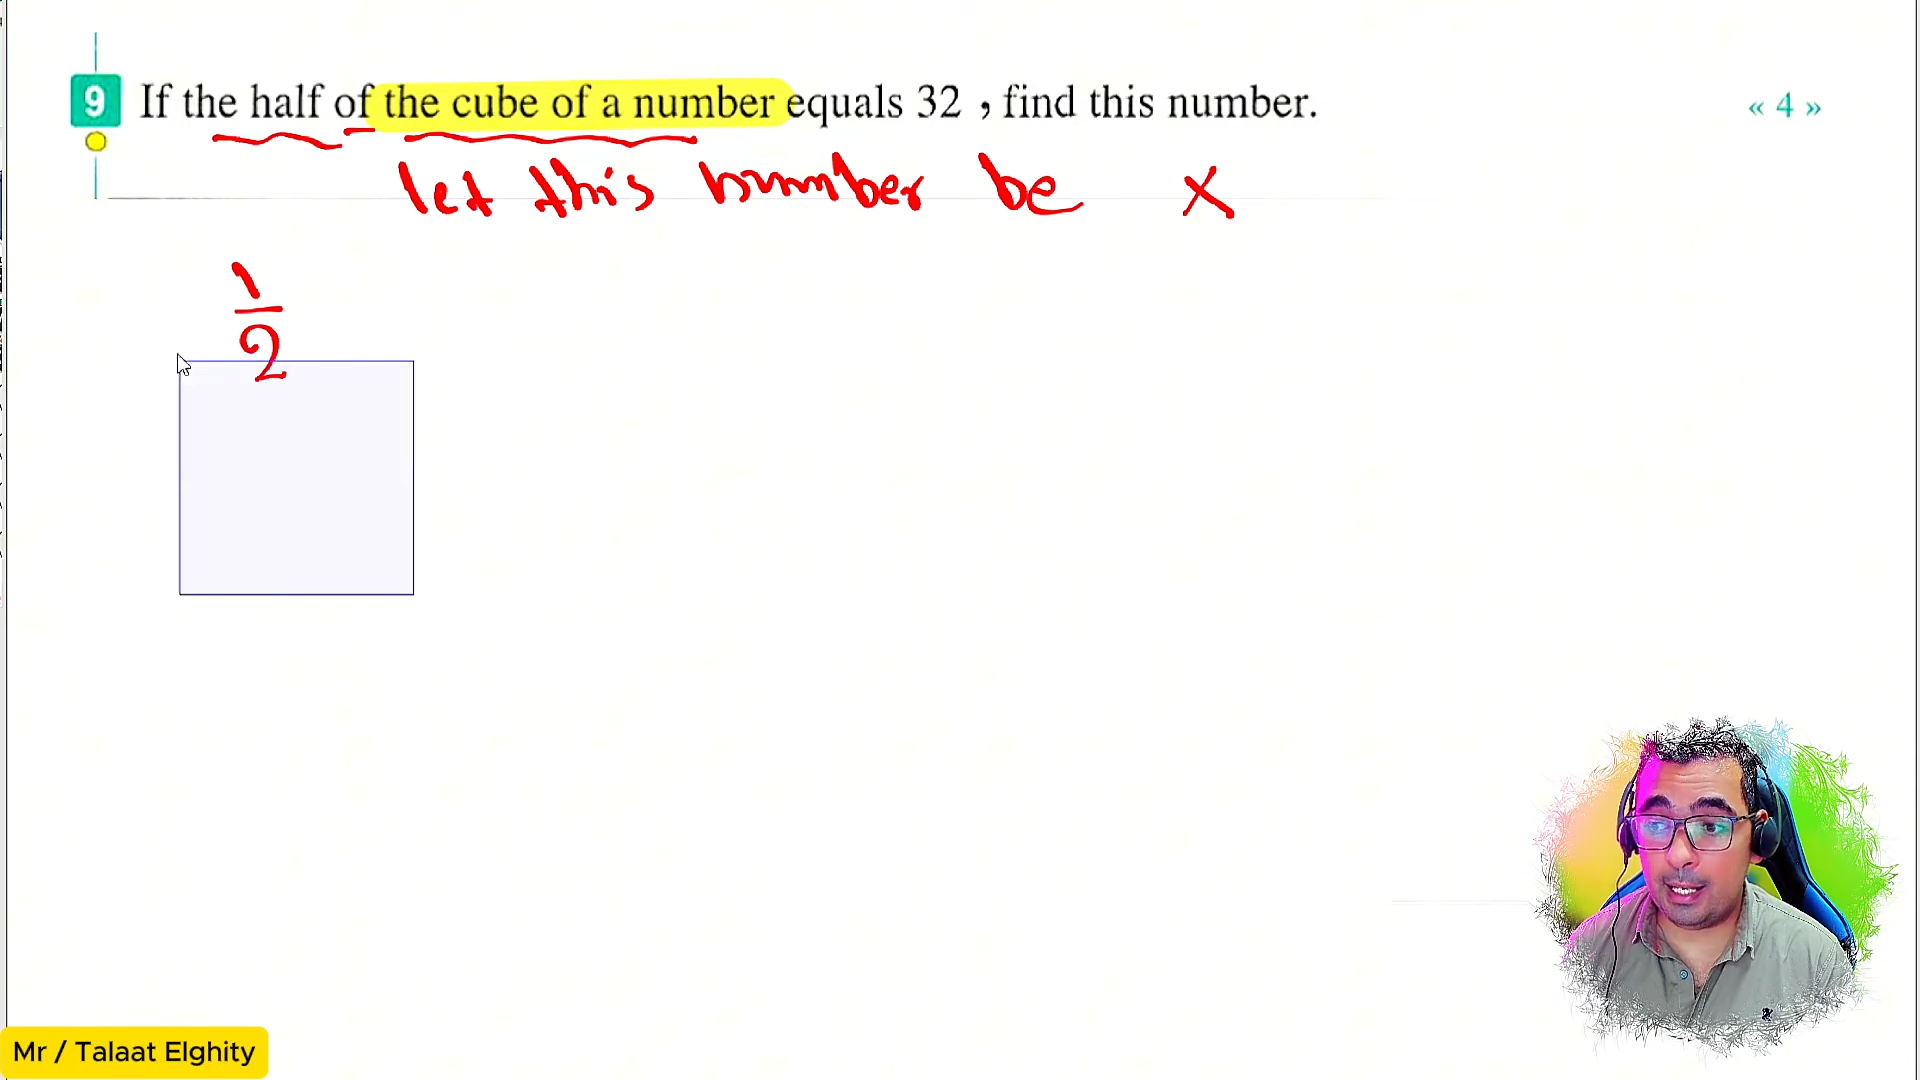 9 If the half of the cube of a number equals 32 , find this number. « 4 »
let this number be x
1
2
Mr / Talaat Elghity